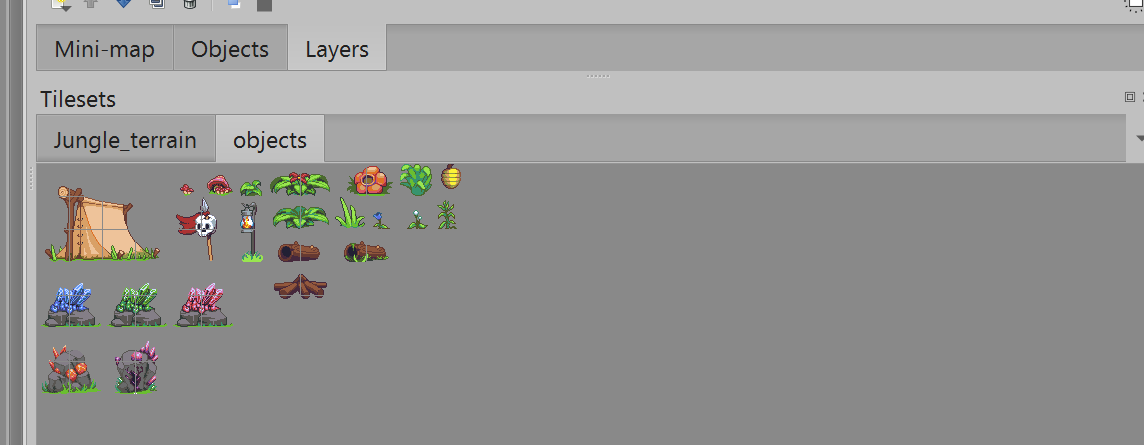 Mini-map Objects Layers
Tilesets
Jungle_terrain objects